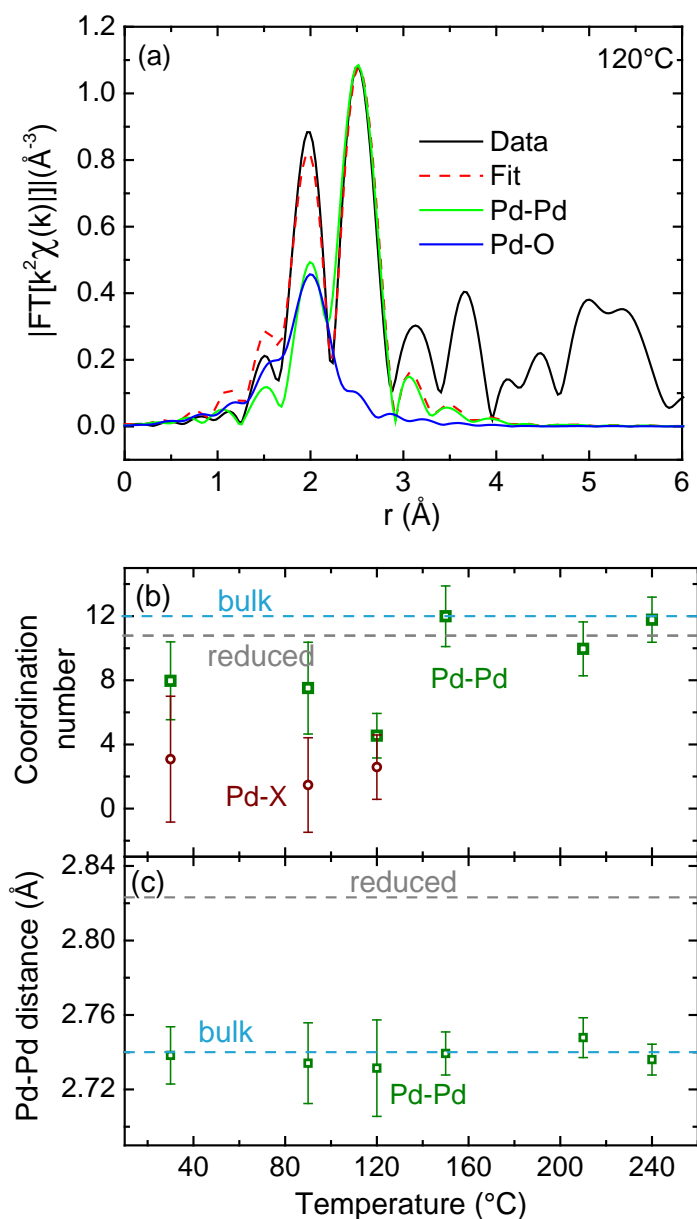 (a)
120°C
Data
Fit
Pd-Pd
Pd-O
|FT[k²χ(k)|]|(Å⁻³)
1.2
1.0
0.8
0.6
0.4
0.2
0.0
0 1 2 3 4 5 6
r (Å)
(b)
bulk
reduced
Pd-Pd
Pd-X
Coordination
number
12
8
4
0
(c)
reduced
bulk
Pd-Pd
Pd-Pd distance (Å)
2.84
2.80
2.76
2.72
40 80 120 160 200 240
Temperature (°C)